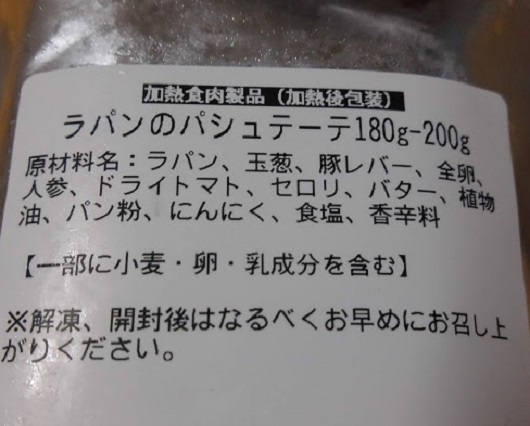 加熱食肉製品(加熱後包装)
ラパンのパシュテーテ180g-200g
原材料名:ラパン、玉葱、豚レバー、全卵、
人参、ドライトマト、セロリ、バター、植物
油、パン粉、にんにく、食塩、香辛料
【一部に小麦・卵・乳成分を含む】
※解凍、開封後はなるべくお早めにお召し上
がりください。